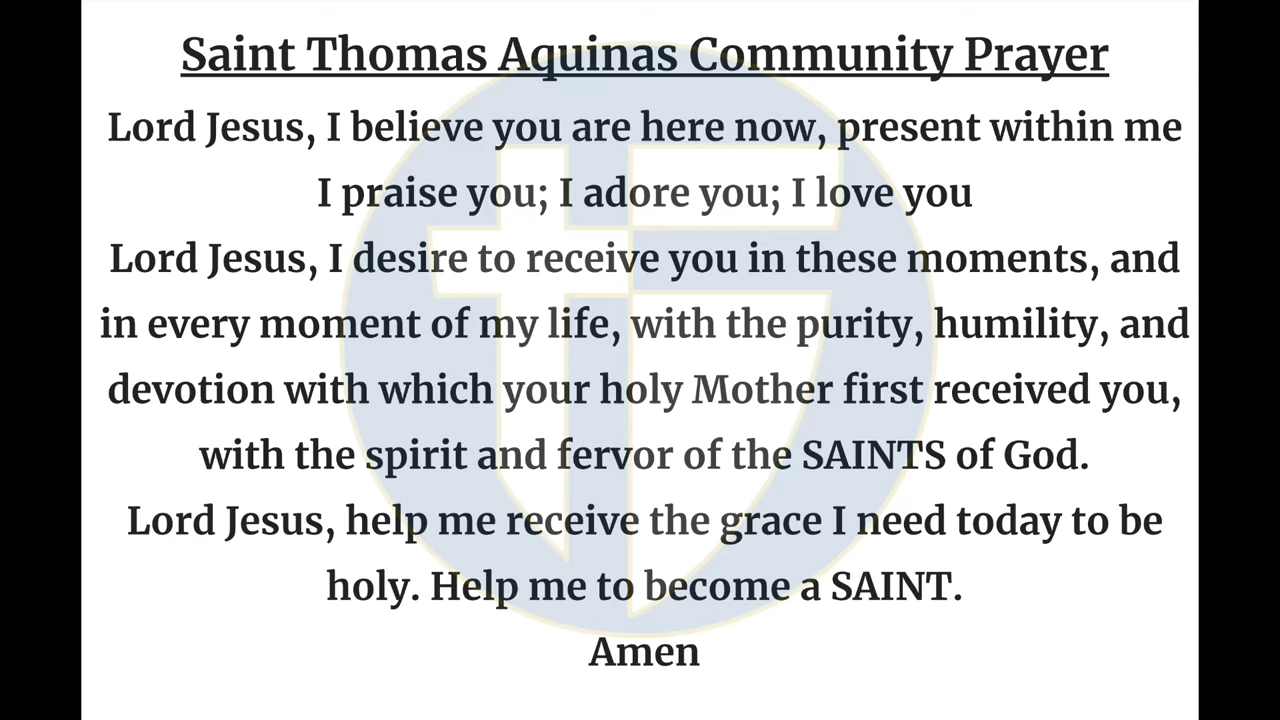 Saint Thomas Aquinas Community Prayer
Lord Jesus, I believe you are here now, present within me
I praise you; I adore you; I love you
Lord Jesus, I desire to receive you in these moments, and
in every moment of my life, with the purity, humility, and
devotion with which your holy Mother first received you,
with the spirit and fervor of the SAINTS of God.
Lord Jesus, help me receive the grace I need today to be
holy. Help me to become a SAINT.
Amen